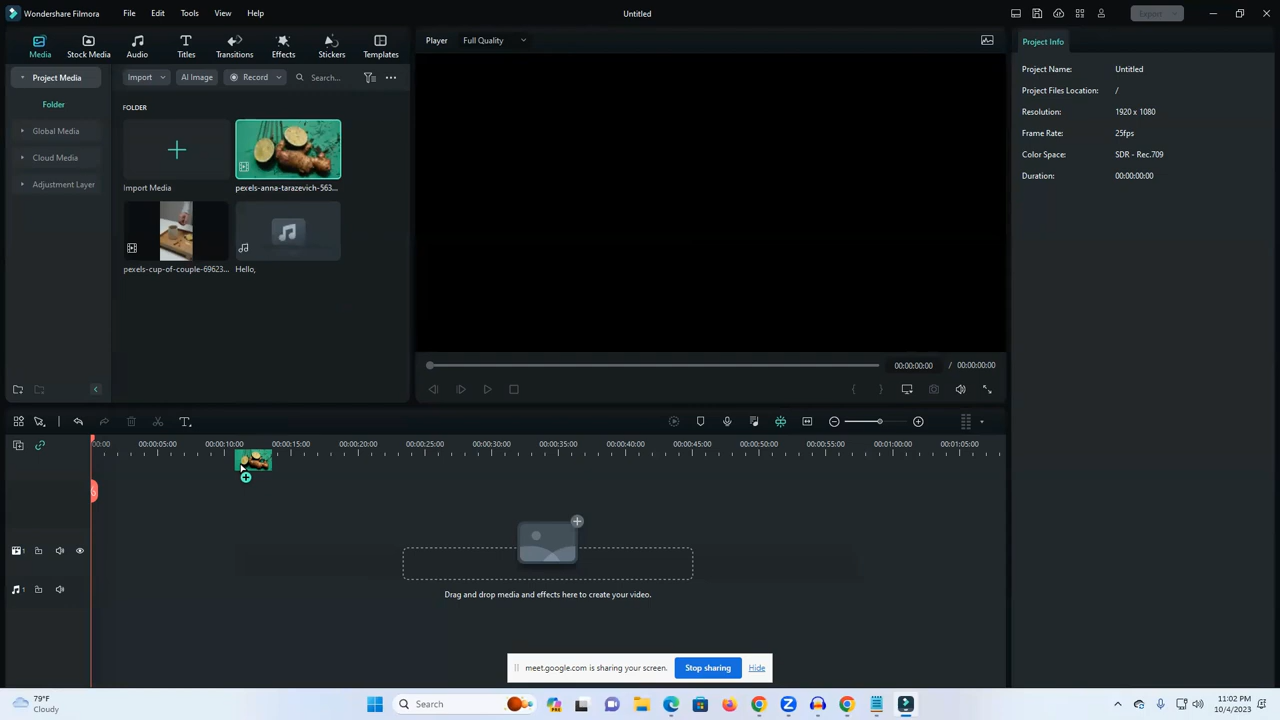 Wondershare Filmora File Edit Tools View Help Untitled Export
Media Stock Media Audio Titles Transitions Effects Stickers Templates
Player Full Quality
Project Info
Project Media
Import AI Image Record Search...
Folder
FOLDER
Global Media
Cloud Media
Adjustment Layer
Import Media
pexels-anna-tarazevich-563...
pexels-cup-of-couple-69623...
Hello,
Project Name: Untitled
Project Files Location: /
Resolution: 1920 x 1080
Frame Rate: 25fps
Color Space: SDR - Rec.709
Duration: 00:00:00:00
00:00:00:00 / 00:00:00:00
00:00 00:00:05:00 00:00:10:00 00:00:15:00 00:00:20:00 00:00:25:00 00:00:30:00 00:00:35:00 00:00:40:00 00:00:45:00 00:00:50:00 00:00:55:00 00:01:00:00 00:01:05:00
1
1
Drag and drop media and effects here to create your video.
meet.google.com is sharing your screen. Stop sharing Hide
79°F
Cloudy
Search
11:02 PM
10/4/2023